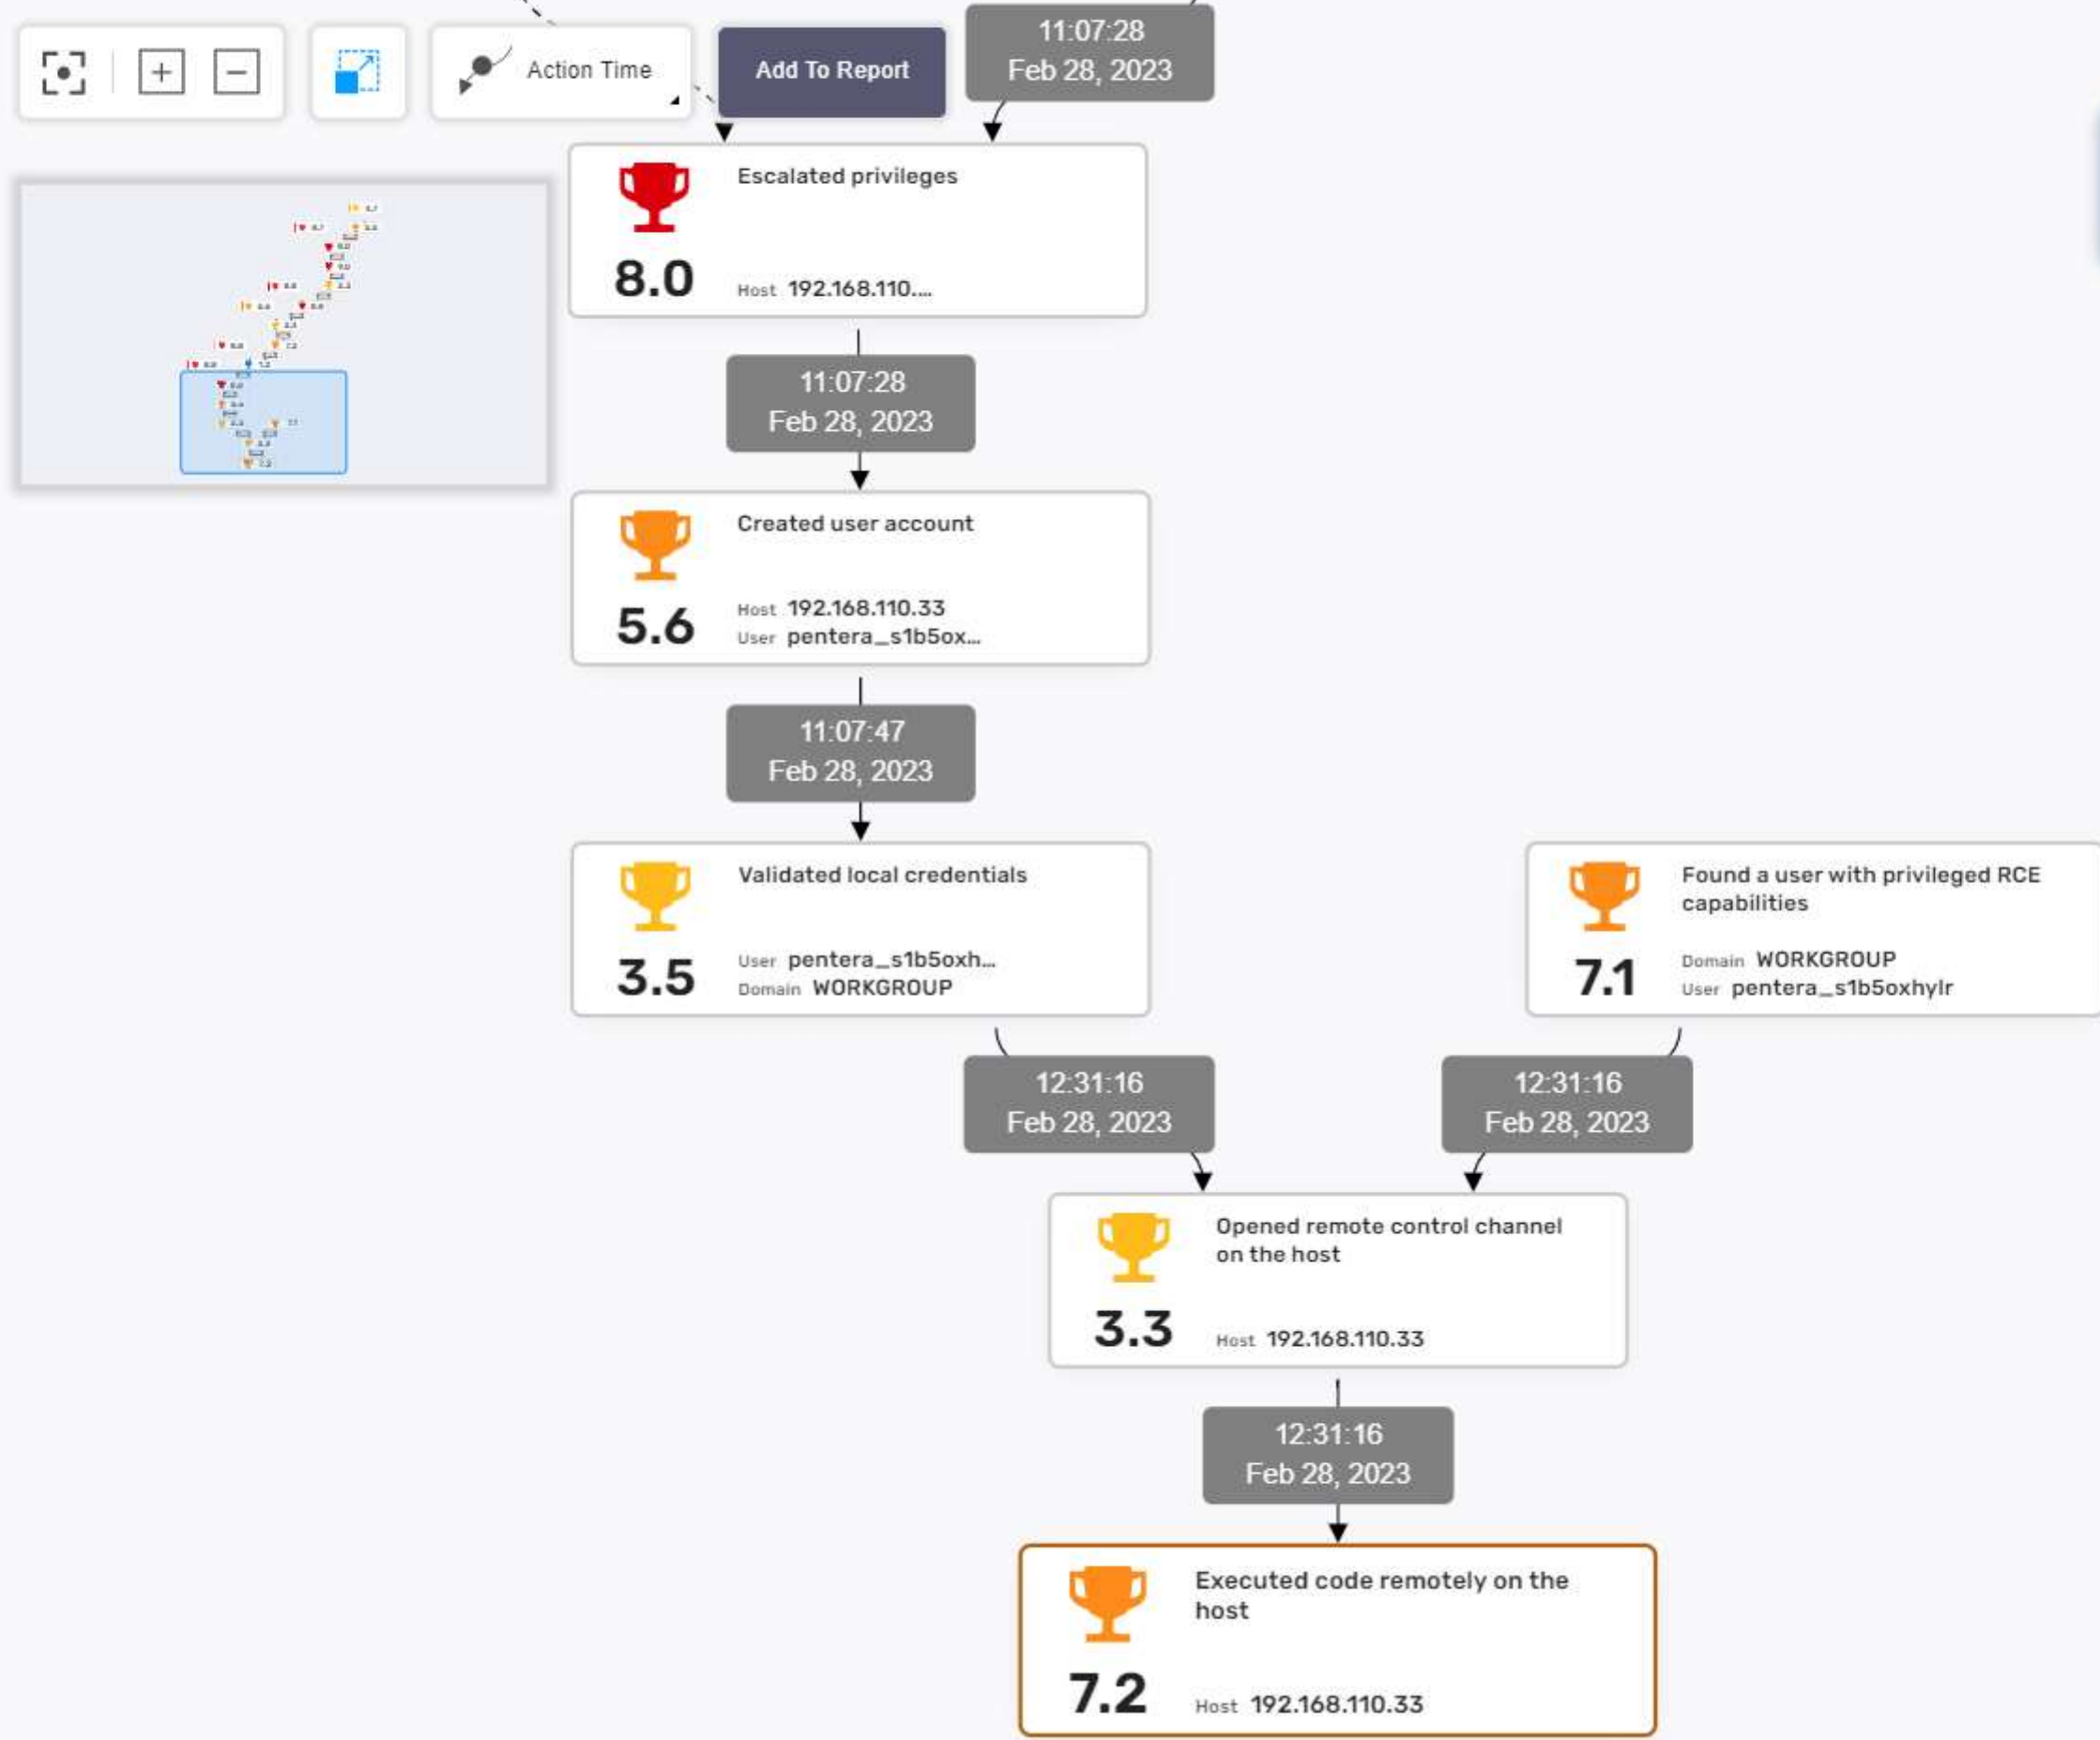 Action Time
Add To Report
11:07:28
Feb 28, 2023
Escalated privileges
8.0
Host 192.168.110....
11:07:28
Feb 28, 2023
Created user account
5.6
Host 192.168.110.33
User pentera_s1b5ox...
11:07:47
Feb 28, 2023
Validated local credentials
3.5
User pentera_s1b5oxh...
Domain WORKGROUP
Found a user with privileged RCE
capabilities
7.1
Domain WORKGROUP
User pentera_s1b5oxhylr
12:31:16
Feb 28, 2023
12:31:16
Feb 28, 2023
Opened remote control channel
on the host
3.3
Host 192.168.110.33
12:31:16
Feb 28, 2023
Executed code remotely on the
host
7.2
Host 192.168.110.33